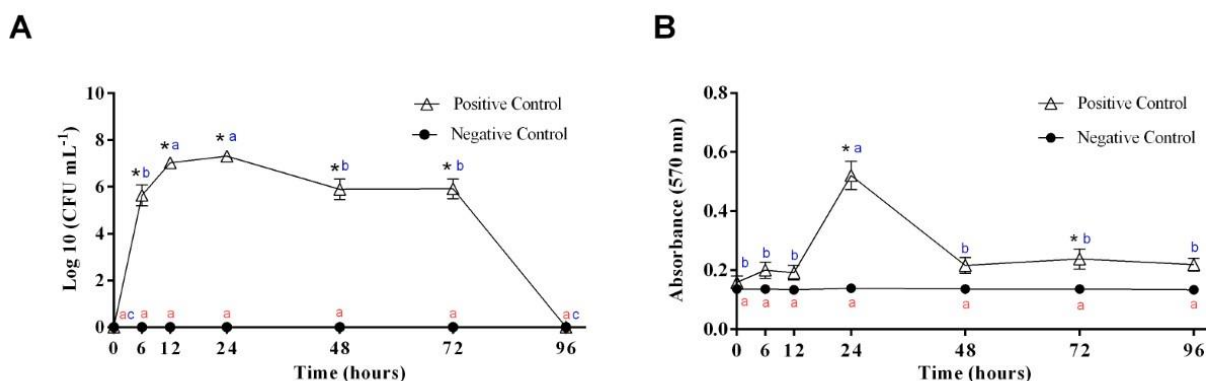 A
Log 10 (CFU mL⁻¹)
10
8
6
4
2
0
* b
* a
* a
* b
* b
a c
a
a
a
a
a
a c
Positive Control
Negative Control
0 6 12 24 48 72 96
Time (hours)
B
Absorbance (570 nm)
0.8
0.6
0.4
0.2
0.0
b
b
b
* a
b
* b
b
a
a
a
a
a
a
a
Positive Control
Negative Control
0 6 12 24 48 72 96
Time (hours)